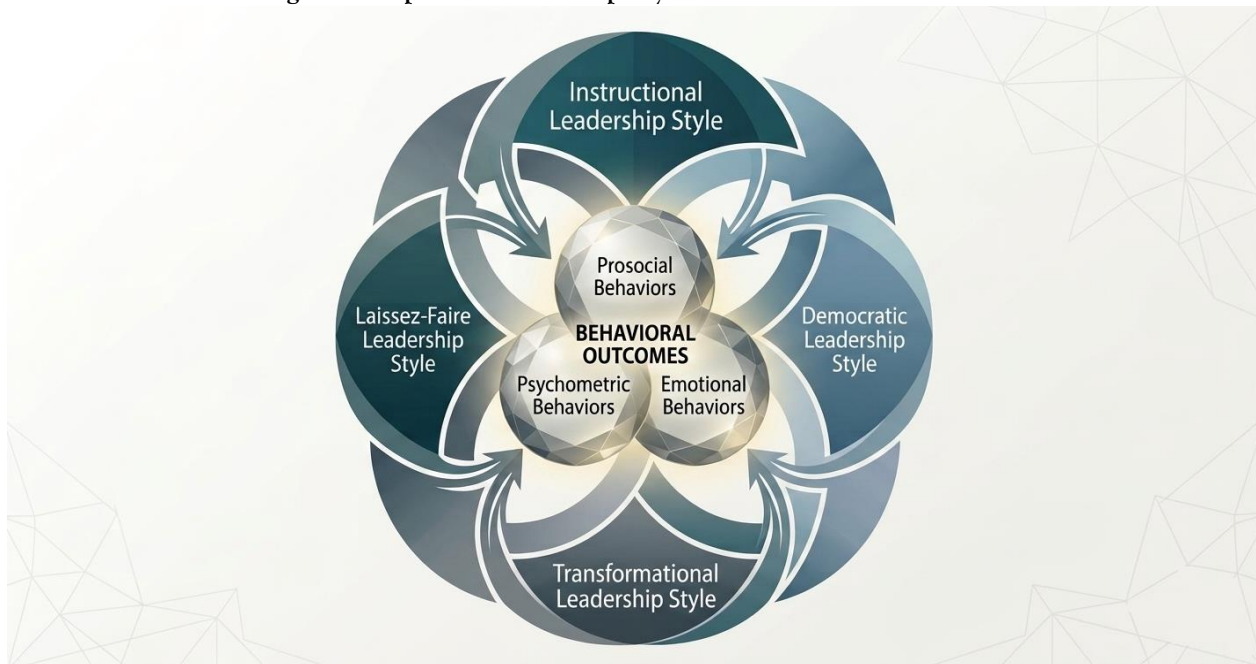 Instructional
Leadership Style
Prosocial
Behaviors
Laissez-Faire
Leadership
Style
BEHAVIORAL
OUTCOMES
Democratic
Leadership
Style
Psychometric
Behaviors
Emotional
Behaviors
Transformational
Leadership Style